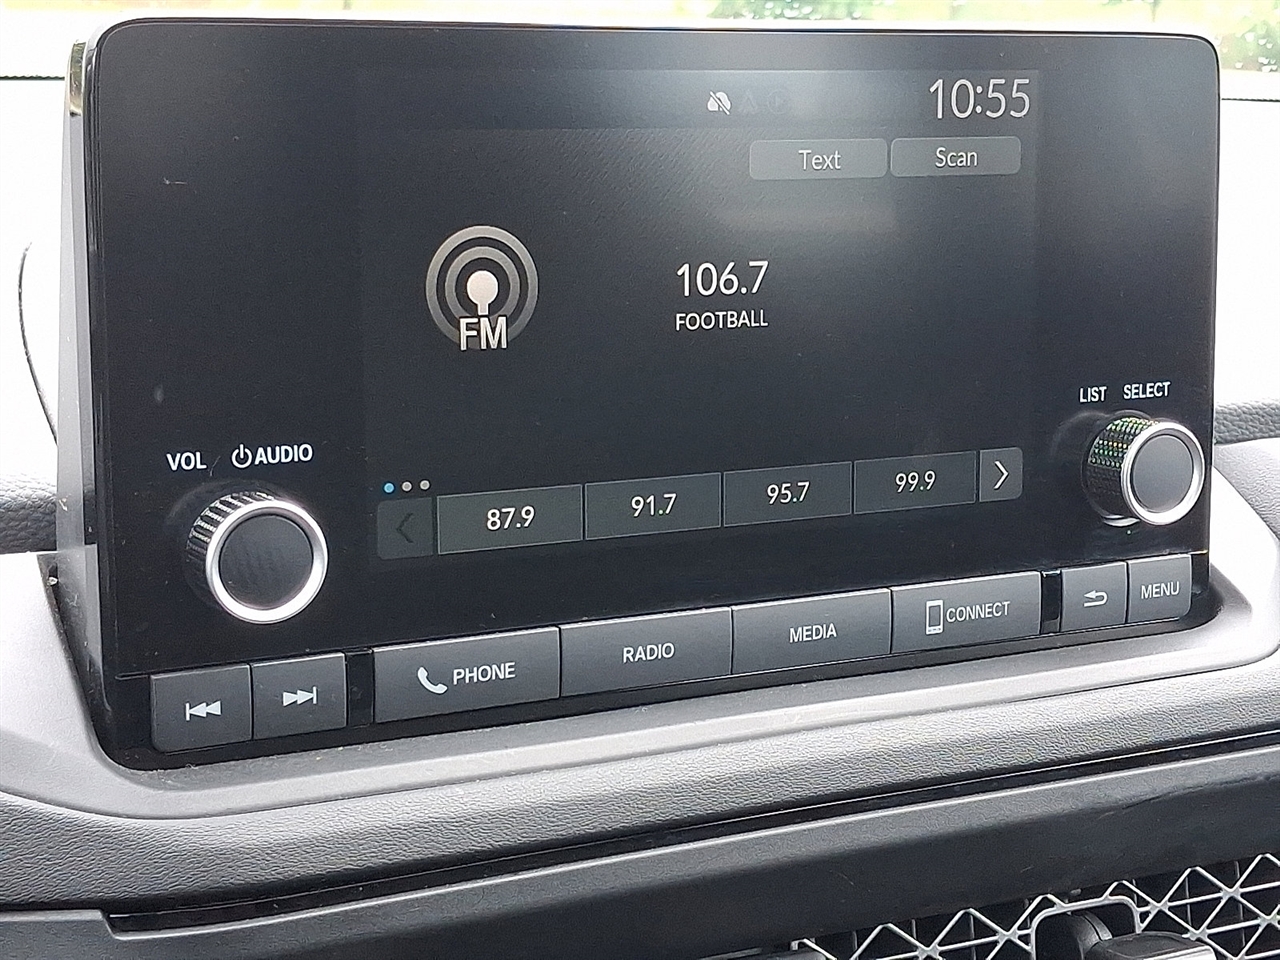 10:55
Text Scan
106.7
FOOTBALL
FM
LIST SELECT
VOL AUDIO
87.9 91.7 95.7 99.9
PHONE RADIO MEDIA CONNECT MENU